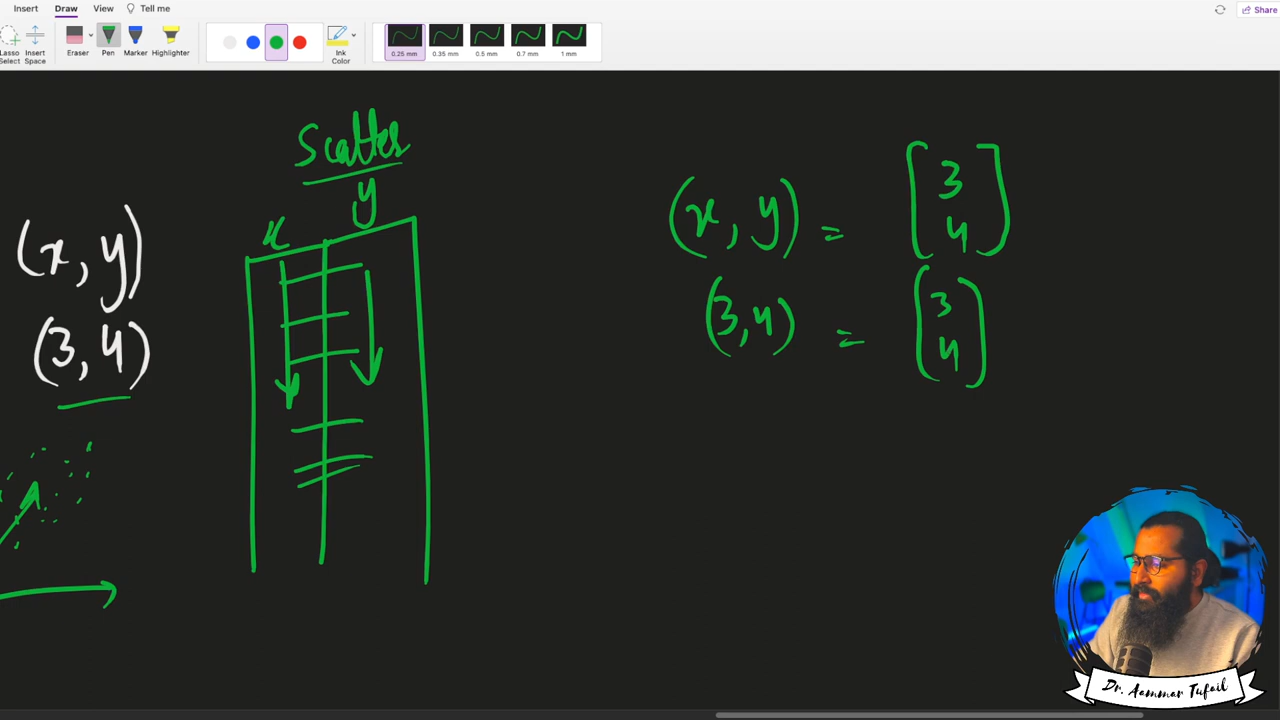 Insert Draw View Tell me
Share
Lasso Select
Insert Space
Eraser
Pen
Marker
Highlighter
Ink Color
0.25 mm 0.35 mm 0.5 mm 0.7 mm 1 mm
(x, y)
(3, 4)
Scatter
x y
(x, y) = [3
4]
(3, 4) = [3
4]
Dr. Aammar Tufail